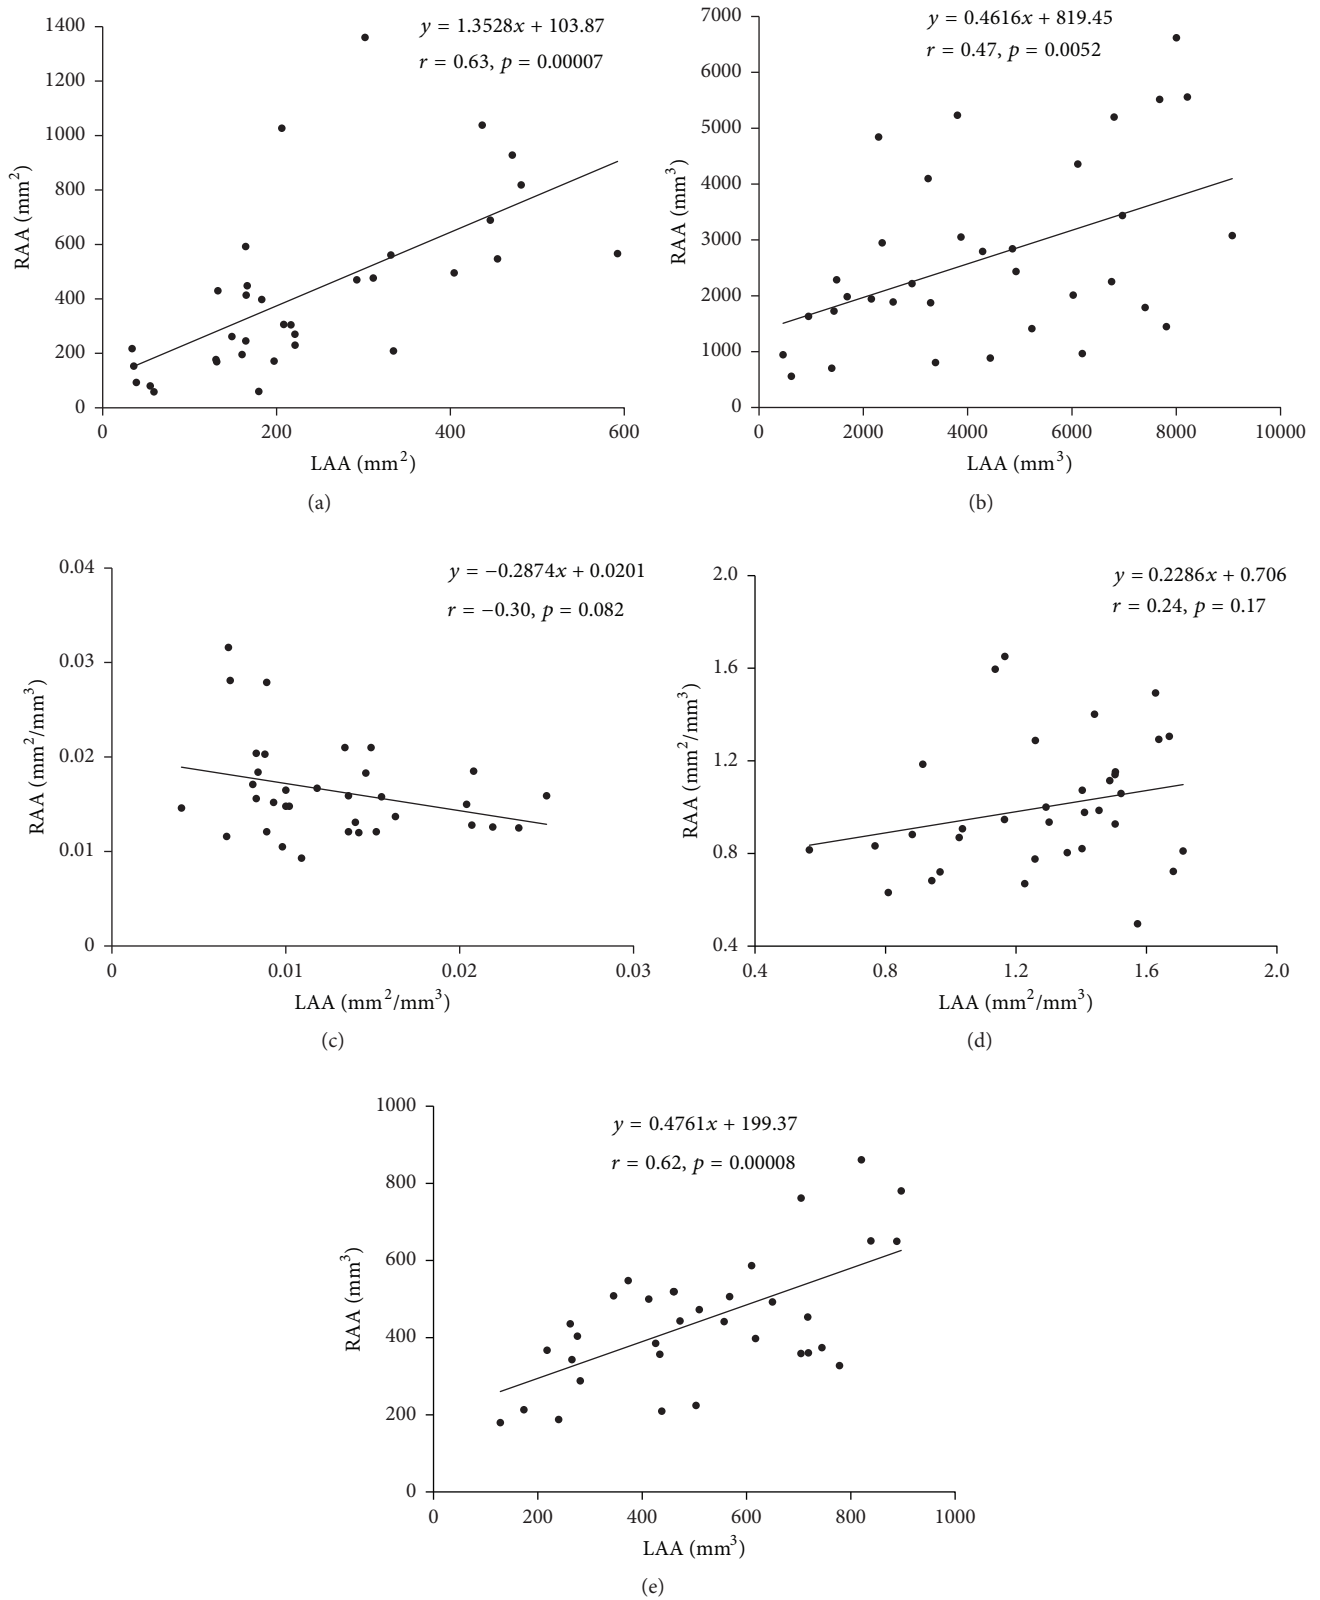 y = 1.3528x + 103.87
r = 0.63, p = 0.00007
1400
1200
1000
800
600
400
200
0
RAA (mm²)
0 200 400 600
LAA (mm²)
(a)
y = 0.4616x + 819.45
r = 0.47, p = 0.0052
7000
6000
5000
4000
3000
2000
1000
0
RAA (mm³)
0 2000 4000 6000 8000 10000
LAA (mm³)
(b)
y = −0.2874x + 0.0201
r = −0.30, p = 0.082
0.04
0.03
0.02
0.01
0
RAA (mm²/mm³)
0 0.01 0.02 0.03
LAA (mm²/mm³)
(c)
y = 0.2286x + 0.706
r = 0.24, p = 0.17
2.0
1.6
1.2
0.8
0.4
RAA (mm²/mm³)
0.4 0.8 1.2 1.6 2.0
LAA (mm²/mm³)
(d)
y = 0.4761x + 199.37
r = 0.62, p = 0.00008
1000
800
600
400
200
0
RAA (mm³)
0 200 400 600 800 1000
LAA (mm³)
(e)